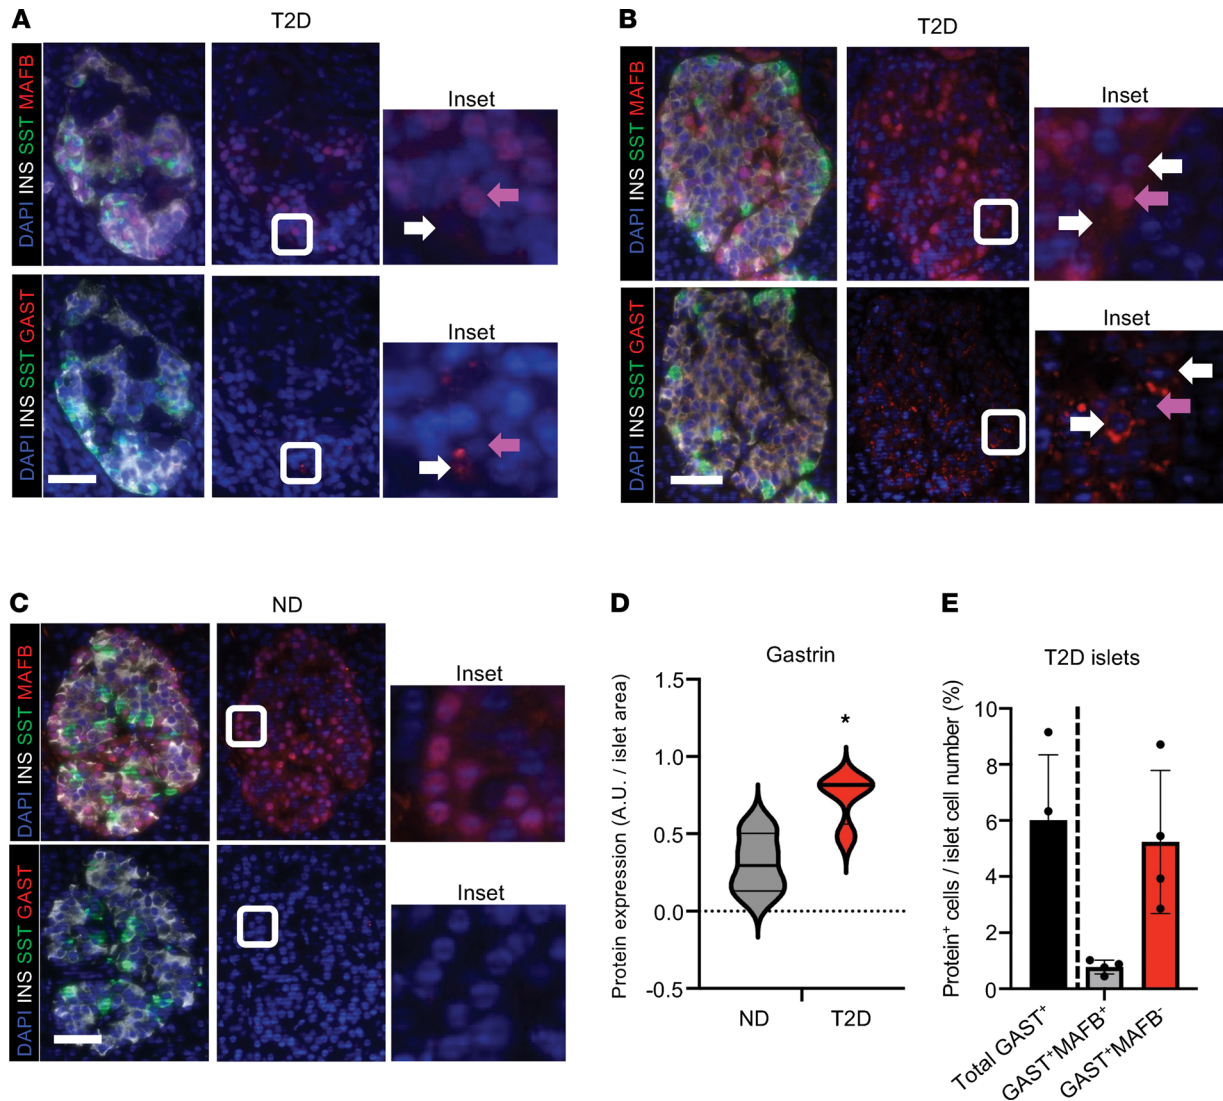 A
T2D
DAPI INS SST MAFB
Inset
DAPI INS SST GAST
Inset
B
T2D
DAPI INS SST MAFB
Inset
DAPI INS SST GAST
Inset
C
ND
DAPI INS SST MAFB
Inset
DAPI INS SST GAST
Inset
D
Gastrin
Protein expression (A.U. / islet area)
1.5
1.0
0.5
0.0
-0.5
ND
T2D
*
E
T2D islets
Protein⁺ cells / islet cell number (%)
10
8
6
4
2
0
Total GAST⁺
GAST⁺MAFB⁺
GAST⁺MAFB⁻